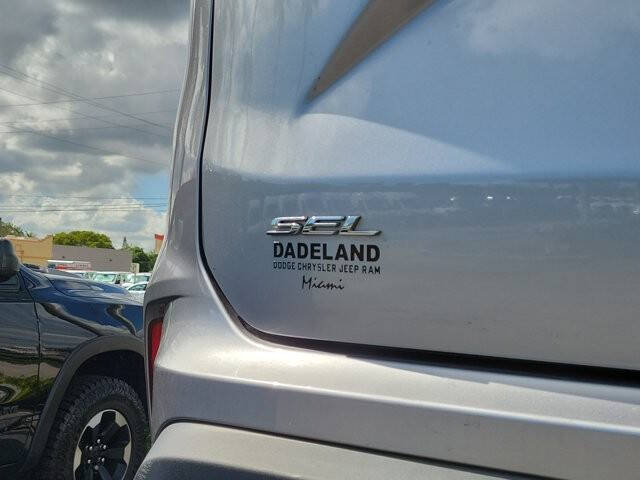 SEL
DADELAND
DODGE CHRYSLER JEEP RAM
Miami